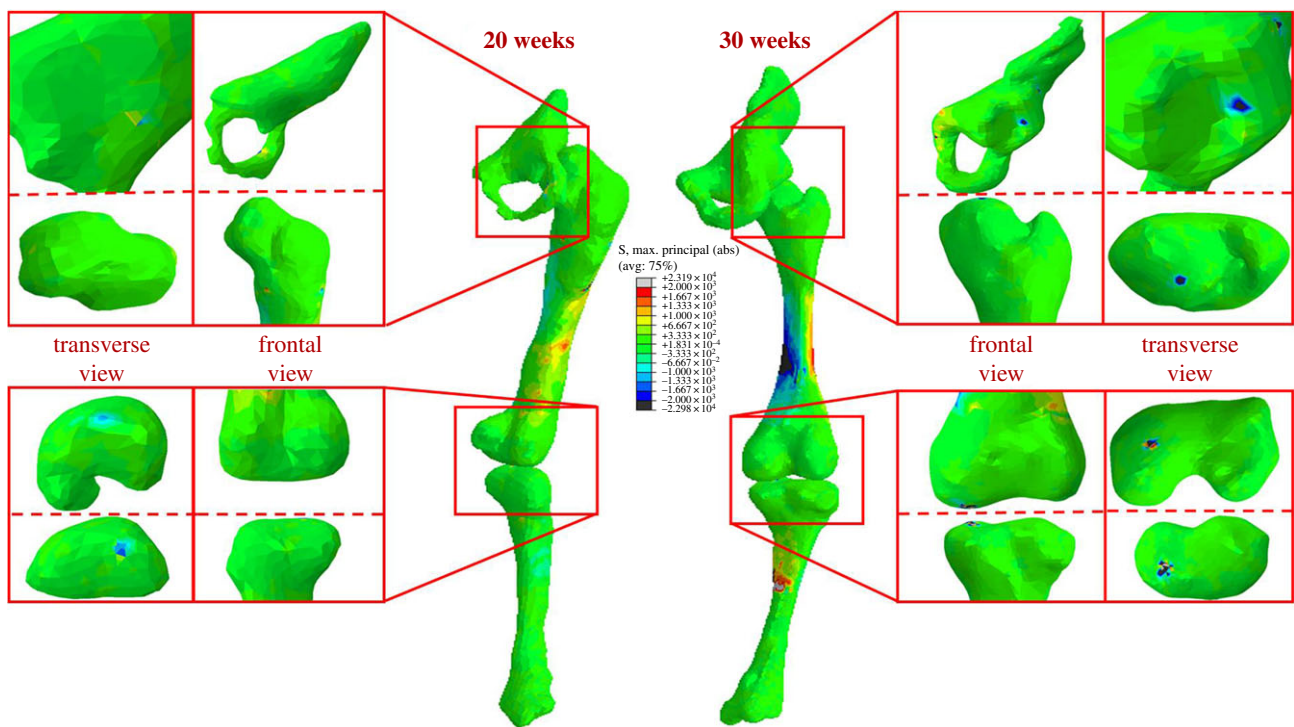 20 weeks
30 weeks
S, max. principal (abs)
(avg: 75%)
+2.319 × 10⁴
+2.000 × 10³
+1.667 × 10³
+1.333 × 10³
+1.000 × 10³
+6.667 × 10²
+3.333 × 10²
+1.831 × 10⁻⁴
–3.333 × 10²
–6.667 × 10⁻²
–1.000 × 10³
–1.333 × 10³
–1.667 × 10³
–2.000 × 10³
–2.298 × 10⁴
transverse
view
frontal
view
frontal
view
transverse
view